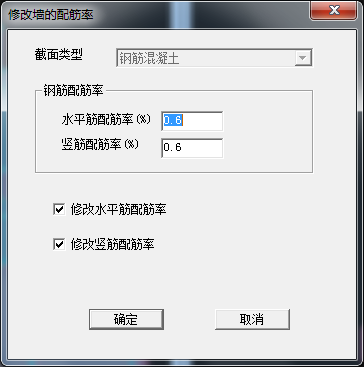 修改墙的配筋率
截面类型 钢筋混凝土
钢筋配筋率
水平筋配筋率(%) 0.6
竖筋配筋率(%) 0.6
修改水平筋配筋率
修改竖筋配筋率
确定 取消